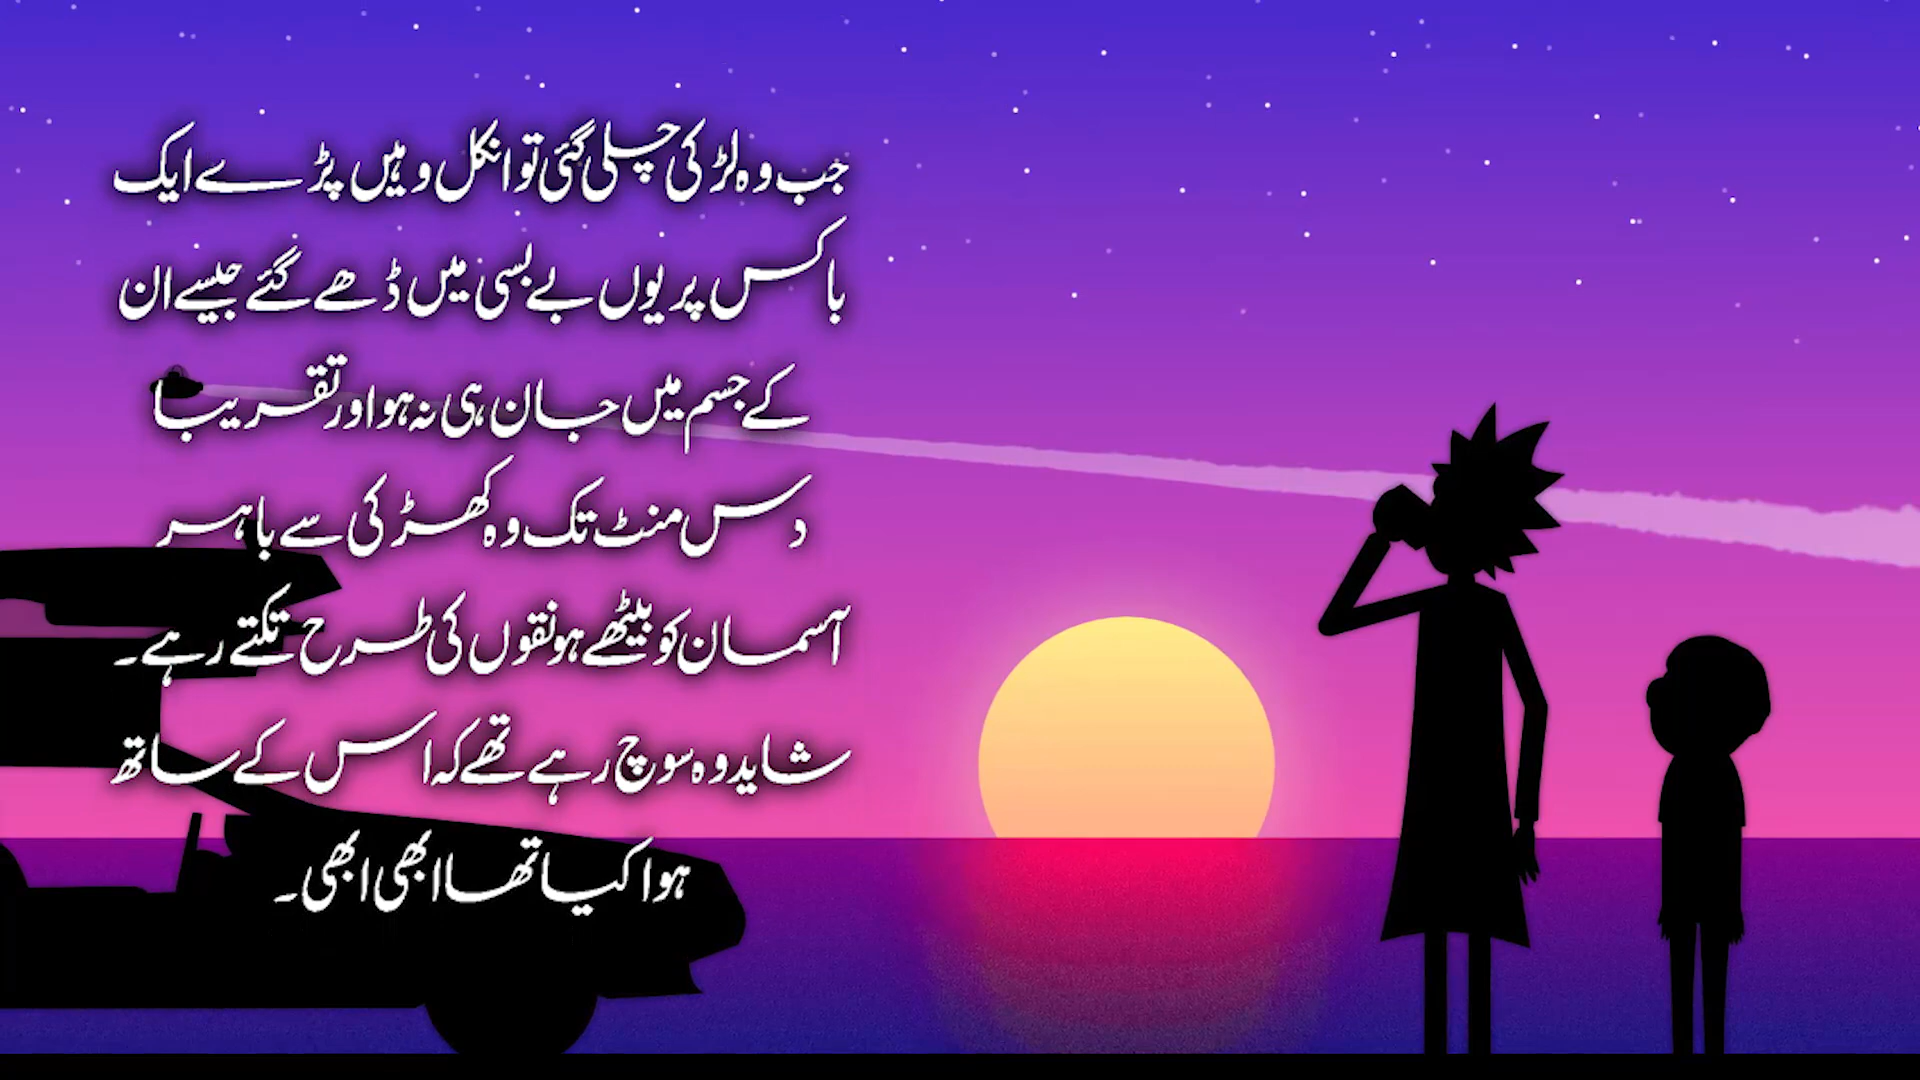 جب وہ لڑکی چلی گئی تو انکل وہیں پڑے ایک
باکس پر یوں بے بسی میں ڈھے گئے جیسے ان
کے جسم میں جان ہی نہ ہو اور تقریبا
دس منٹ تک وہ کھڑکی سے باہر
آسمان کو بیٹھے ہونقوں کی طرح تکتے رہے۔
شاید وہ سوچ رہے تھے کہ اس کے ساتھ
ہوا کیا تھا ابھی ابھی۔